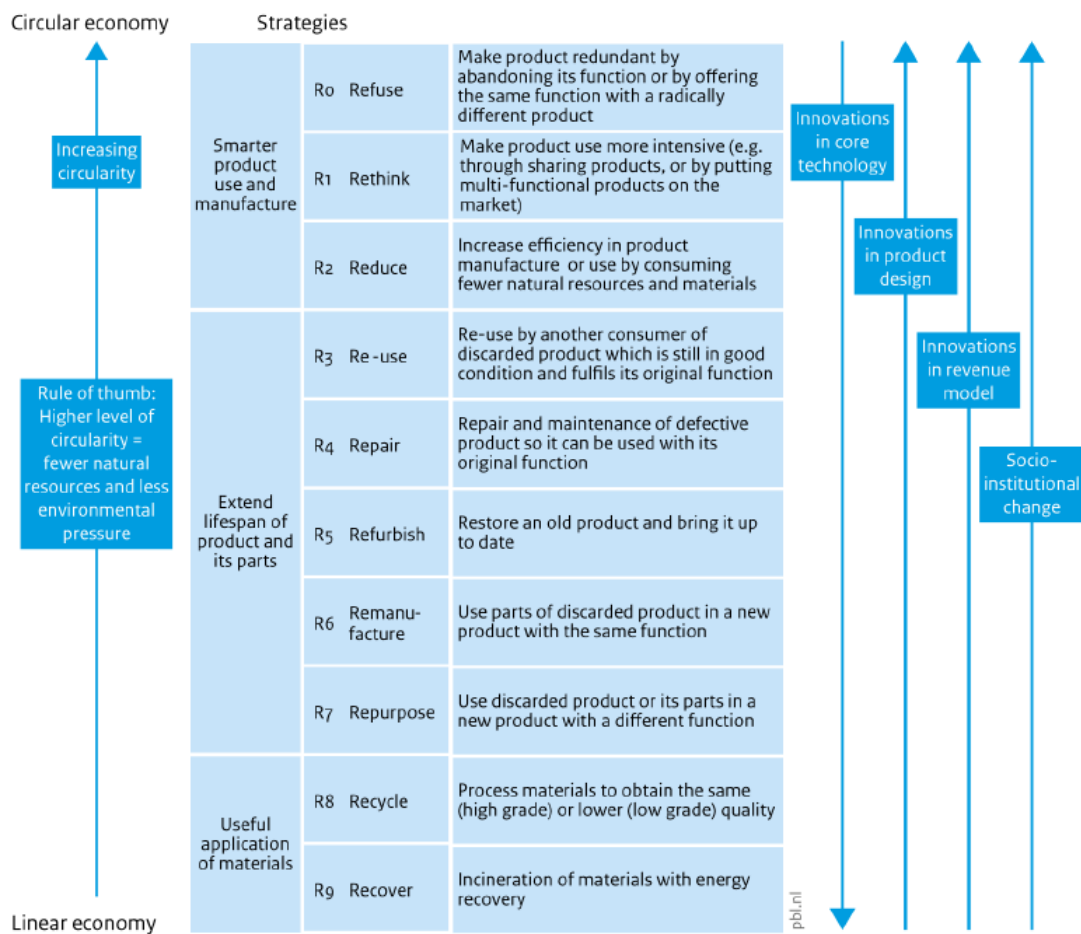 Circular economy
Strategies
Increasing
circularity
Rule of thumb:
Higher level of
circularity =
fewer natural
resources and less
environmental
pressure
Linear economy
Smarter
product
use and
manufacture
R0 Refuse
Make product redundant by
abandoning its function or by offering
the same function with a radically
different product
R1 Rethink
Make product use more intensive (e.g.
through sharing products, or by putting
multi-functional products on the
market)
R2 Reduce
Increase efficiency in product
manufacture or use by consuming
fewer natural resources and materials
Extend
lifespan of
product and
its parts
R3 Re-use
Re-use by another consumer of
discarded product which is still in good
condition and fulfils its original function
R4 Repair
Repair and maintenance of defective
product so it can be used with its
original function
R5 Refurbish
Restore an old product and bring it up
to date
R6 Remanu-
facture
Use parts of discarded product in a new
product with the same function
R7 Repurpose
Use discarded product or its parts in a
new product with a different function
Useful
application
of materials
R8 Recycle
Process materials to obtain the same
(high grade) or lower (low grade) quality
R9 Recover
Incineration of materials with energy
recovery
pbl.nl
Innovations
in core
technology
Innovations
in product
design
Innovations
in revenue
model
Socio-
institutional
change